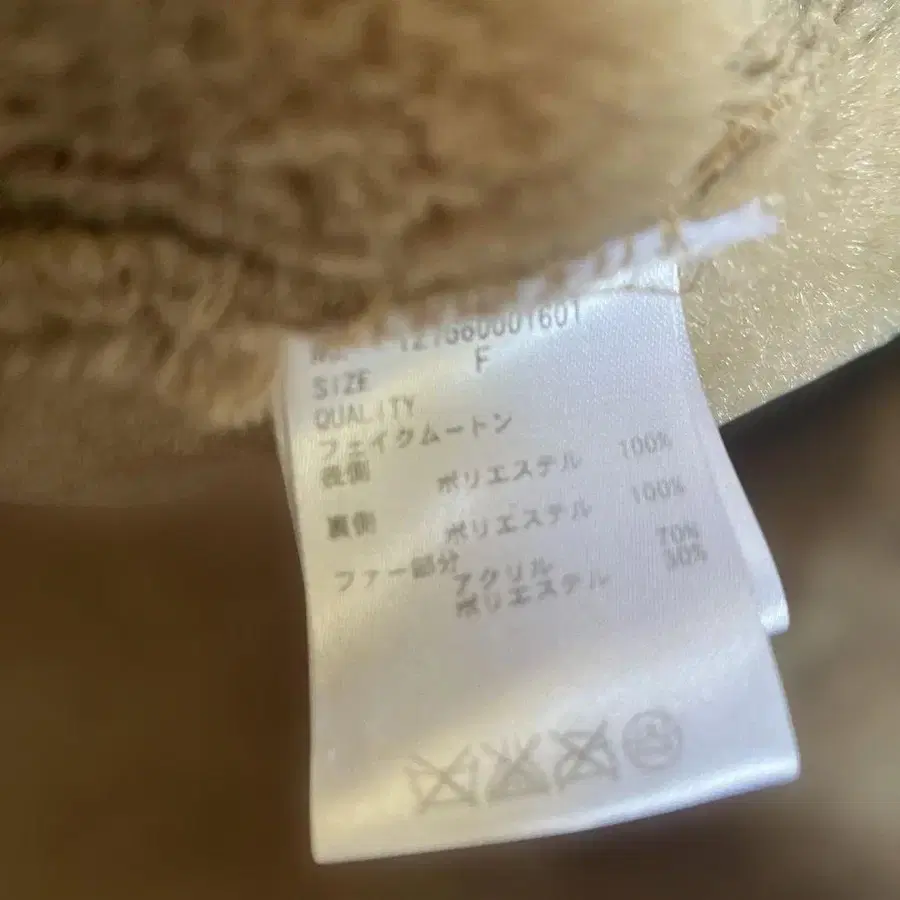 SIZE F
QUALITY
フェイクムートン
表側 ポリエステル 100%
裏側 ポリエステル 100%
ファー部分 アクリル 70%
ポリエステル 30%